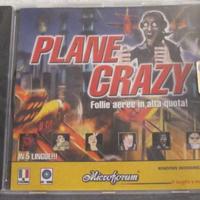 PLANE
CRAZY
Follie aeree in alta quota!
IN 5 LINGUE!!!
Microforum